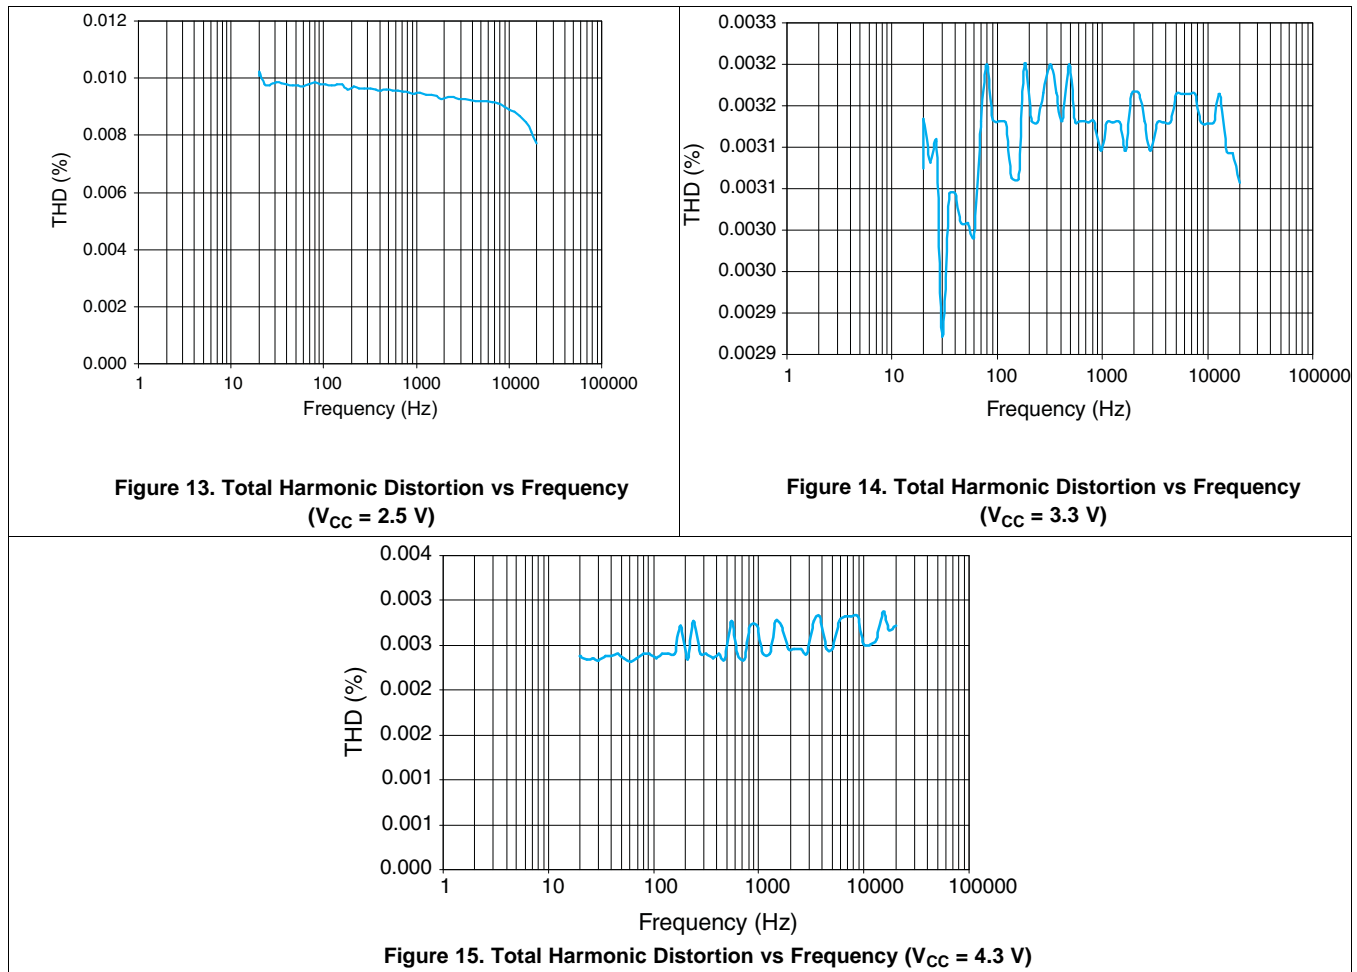 0.012
0.010
0.008
0.006
0.004
0.002
0.000
THD (%)
1 10 100 1000 10000 100000
Frequency (Hz)
Figure 13. Total Harmonic Distortion vs Frequency
(VCC = 2.5 V)
0.0033
0.0032
0.0032
0.0031
0.0031
0.0030
0.0030
0.0029
0.0029
THD (%)
1 10 100 1000 10000 100000
Frequency (Hz)
Figure 14. Total Harmonic Distortion vs Frequency
(VCC = 3.3 V)
0.004
0.003
0.003
0.002
0.002
0.001
0.001
0.000
THD (%)
1 10 100 1000 10000 100000
Frequency (Hz)
Figure 15. Total Harmonic Distortion vs Frequency (VCC = 4.3 V)